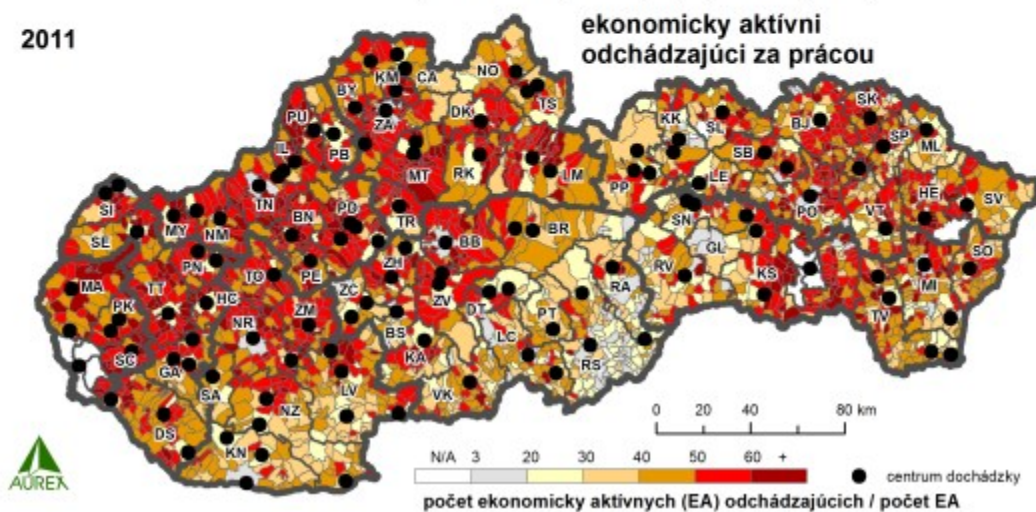 2011
ekonomicky aktívni
odchádzajúci za prácou
KM
CA
NO
BY
TS
ZA
DK
PU
KK
SL
BJ
SK
SP
ML
IL
PB
SB
MT
RK
LM
PP
LE
TN
PO
HE
SV
SI
BN
PD
TR
SN
VT
MY
NM
SE
BB
BR
GL
SO
PN
ZH
RV
KS
MI
MA
TT
TO
PE
RA
PK
HC
ZC
ZV
DT
TV
NR
ZM
BS
PT
SC
LC
KA
RS
GA
SA
LV
VK
NZ
DS
KN
0 20 40 60 80 km
N/A 3 20 30 40 50 60 +
centrum dochádzky
počet ekonomicky aktívnych (EA) odchádzajúcich / počet EA
AUREX